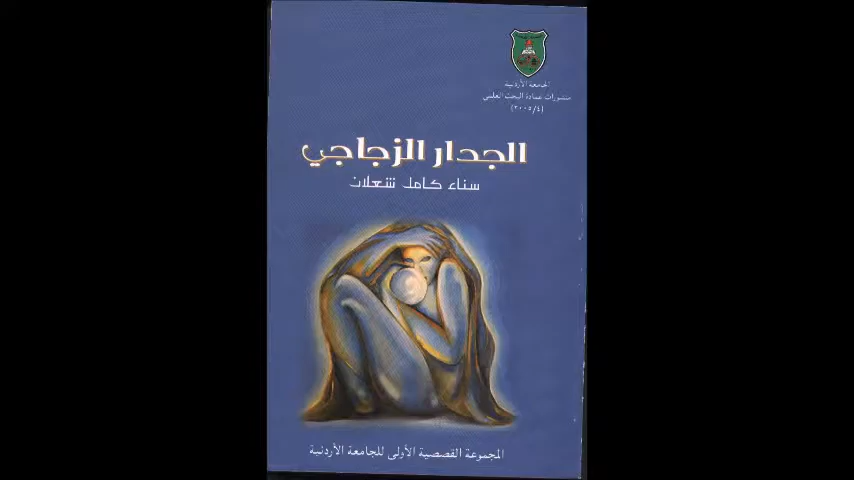 الجامعة الأردنية
منشورات عمادة البحث العلمي
(٢٠٠٥/٤)
الجدار الزجاجي
سناء كامل شعلان
المجموعة القصصية الأولى للجامعة الأردنية